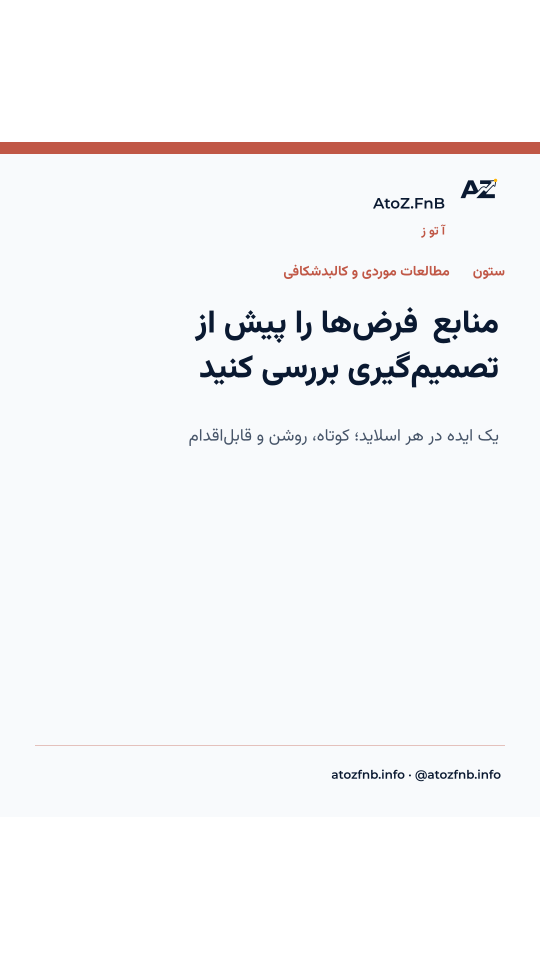 AZ
AtoZ.FnB
آ تو ز
ستون مطالعات موردی و کالبدشکافی
منابع فرض‌ها را پیش از
تصمیم‌گیری بررسی کنید
یک ایده در هر اسلاید؛ کوتاه، روشن و قابل‌اقدام
atozfnb.info · @atozfnb.info